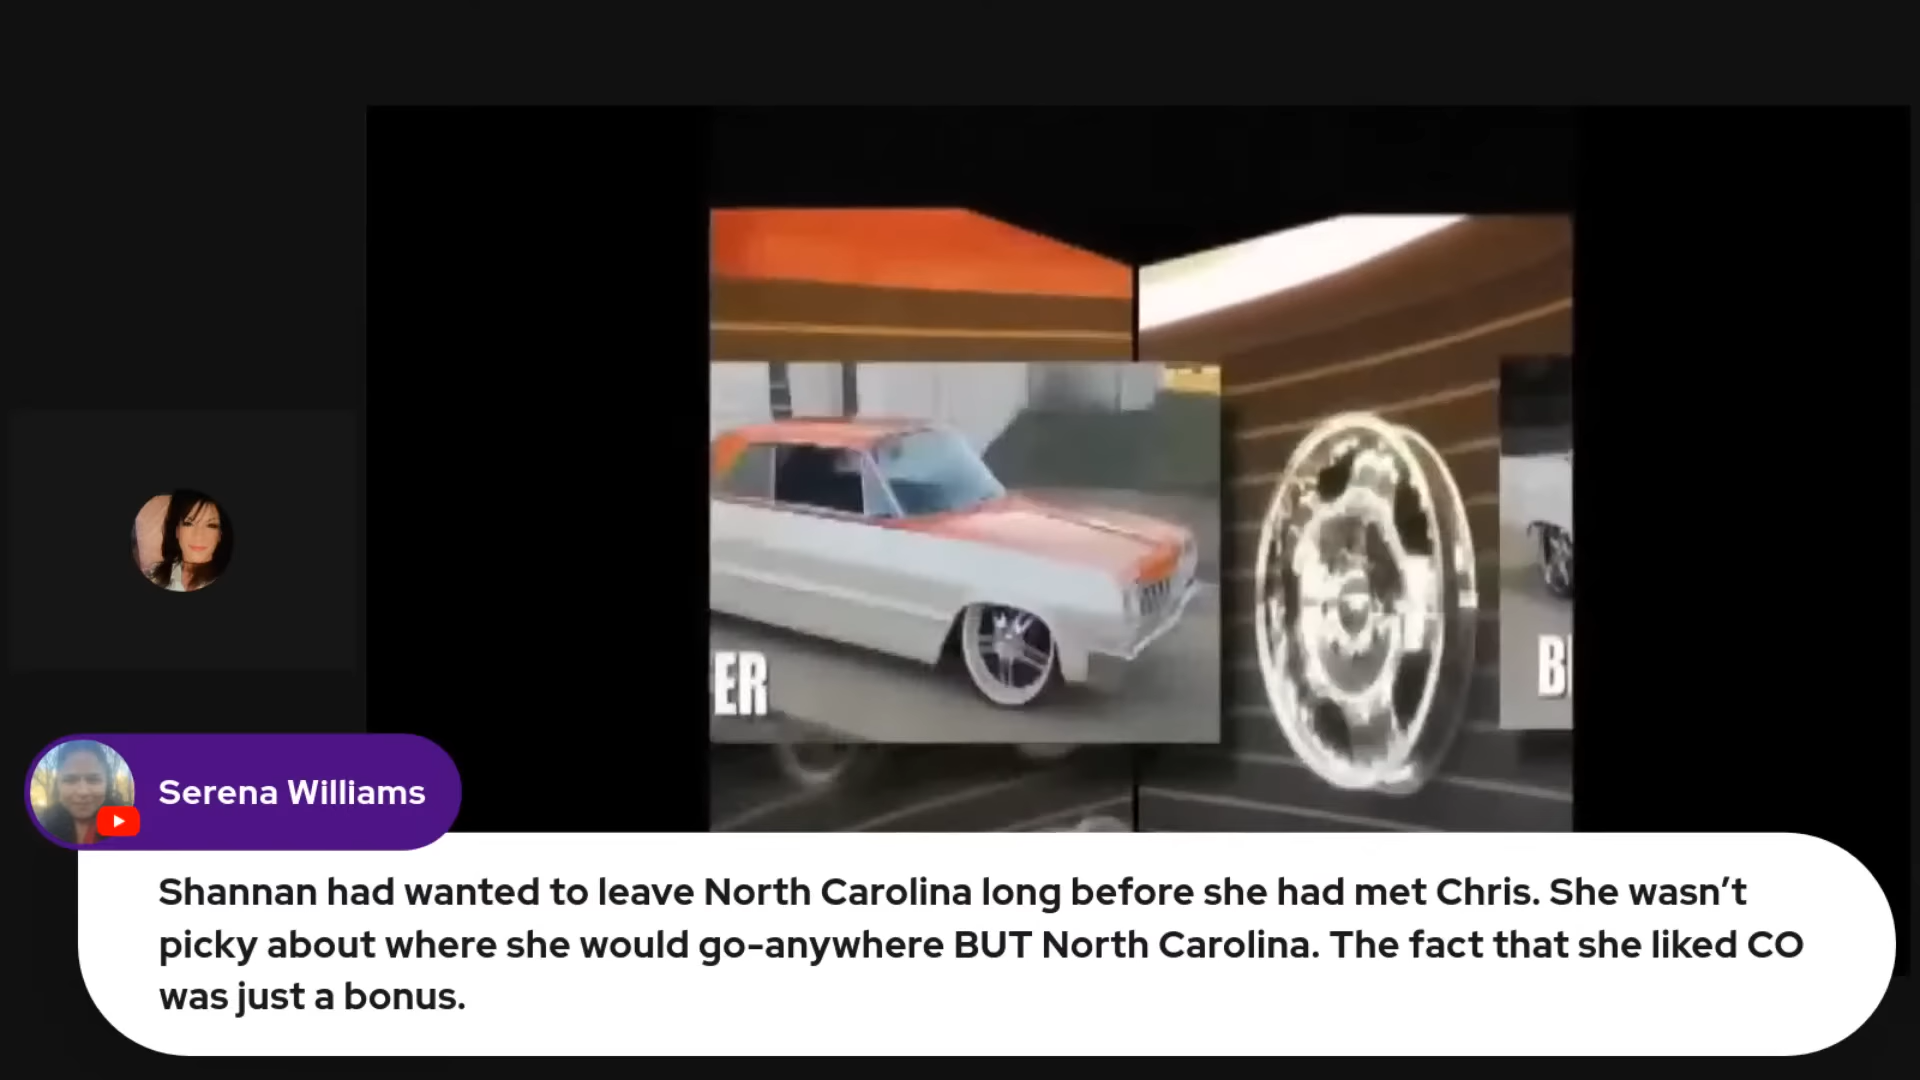 ER
B
Serena Williams
Shannan had wanted to leave North Carolina long before she had met Chris. She wasn’t
picky about where she would go-anywhere BUT North Carolina. The fact that she liked CO
was just a bonus.